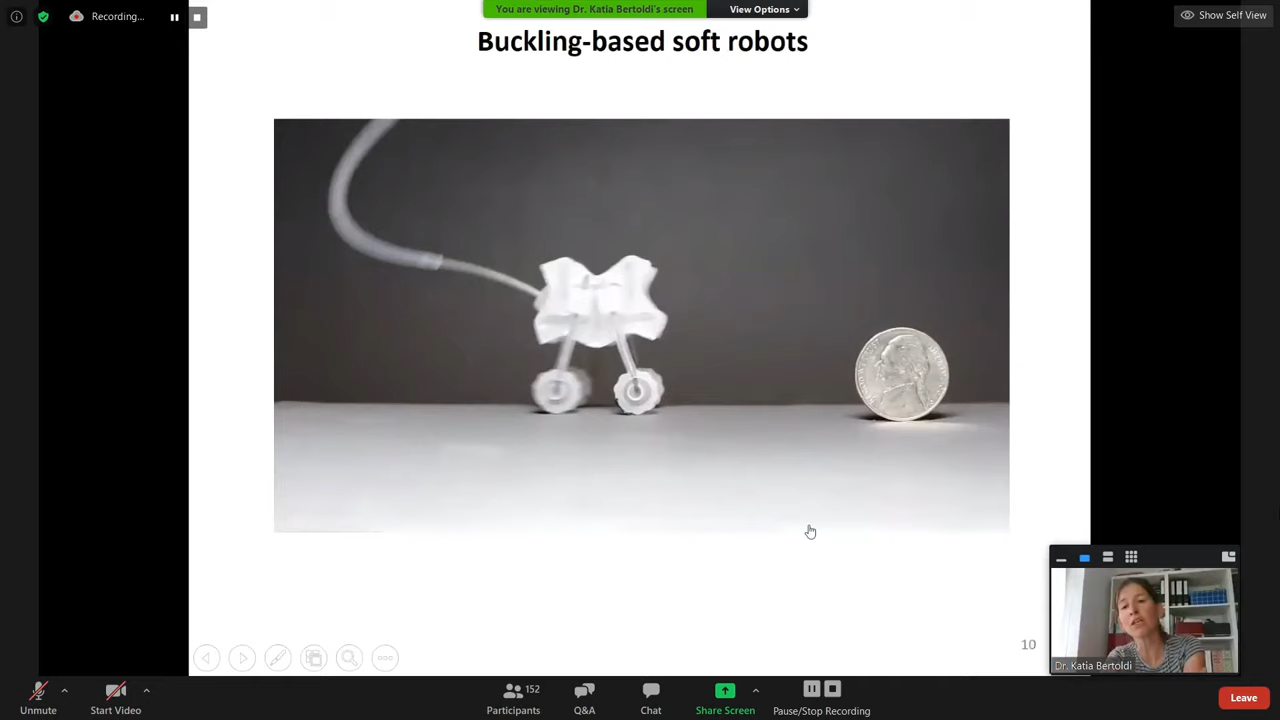 Recording...
You are viewing Dr. Katia Bertoldi's screen
View Options
Show Self View
Buckling-based soft robots
10
Dr. Katia Bertoldi
Unmute
Start Video
152
Participants
Q&A
Chat
Share Screen
Pause/Stop Recording
Leave